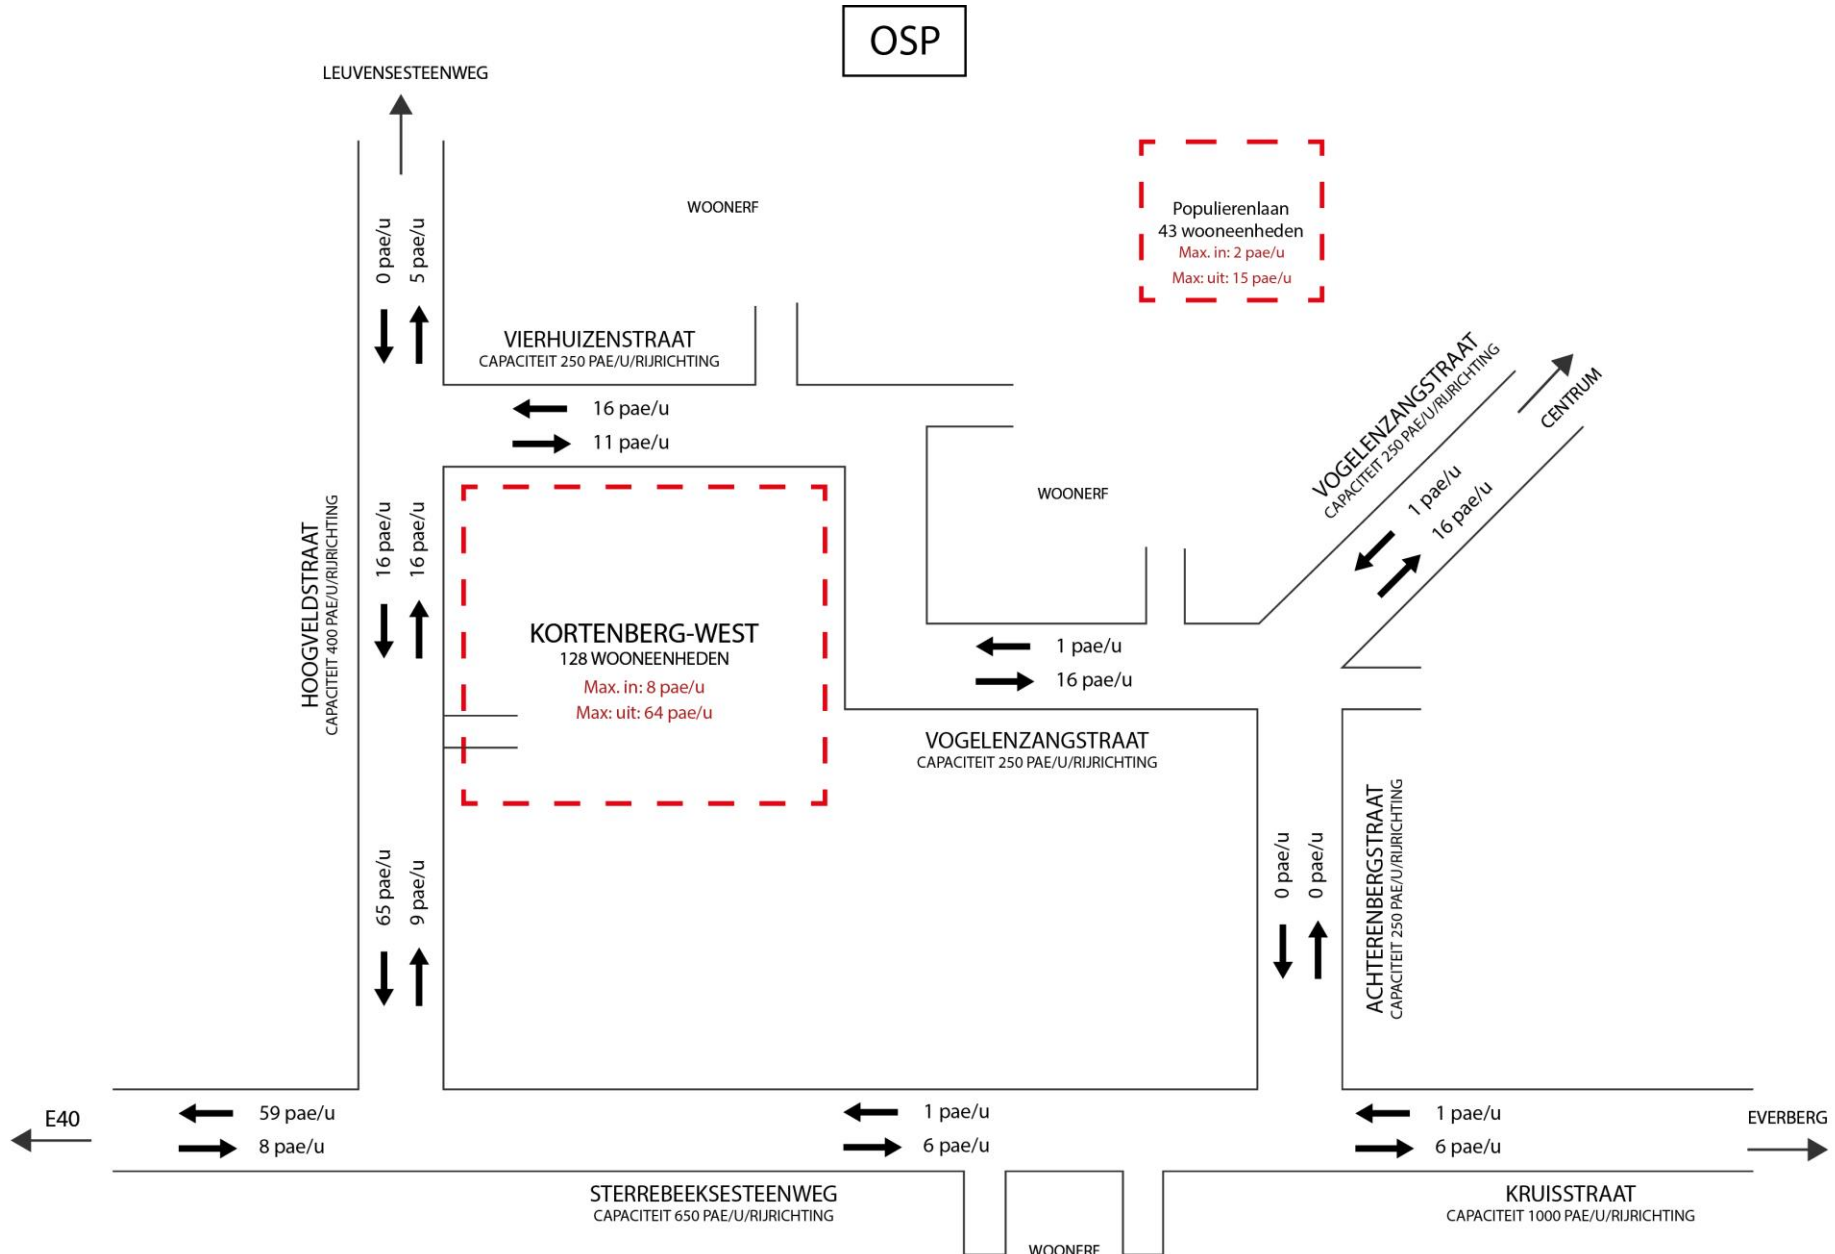 OSP
LEUVENSESTEENWEG
WOONERF
Populierenlaan
43 wooneenheden
Max. in: 2 pae/u
Max: uit: 15 pae/u
0 pae/u
5 pae/u
VIERHUIZENSTRAAT
CAPACITEIT 250 PAE/U/RIJRICHTING
16 pae/u
11 pae/u
VOGELENZANGSTRAAT
CAPACITEIT 250 PAE/U/RIJRICHTING
CENTRUM
1 pae/u
16 pae/u
WOONERF
HOOGVELDSTRAAT
CAPACITEIT 400 PAE/U/RIJRICHTING
16 pae/u
16 pae/u
KORTENBERG-WEST
128 WOONEENHEDEN
Max. in: 8 pae/u
Max: uit: 64 pae/u
1 pae/u
16 pae/u
VOGELENZANGSTRAAT
CAPACITEIT 250 PAE/U/RIJRICHTING
65 pae/u
9 pae/u
0 pae/u
0 pae/u
ACHTERENBERGSTRAAT
CAPACITEIT 250 PAE/U/RIJRICHTING
E40
59 pae/u
8 pae/u
1 pae/u
6 pae/u
1 pae/u
6 pae/u
EVERBERG
STERREBEEKSESTEENWEG
CAPACITEIT 650 PAE/U/RIJRICHTING
KRUISSTRAAT
CAPACITEIT 1000 PAE/U/RIJRICHTING
WOONERF